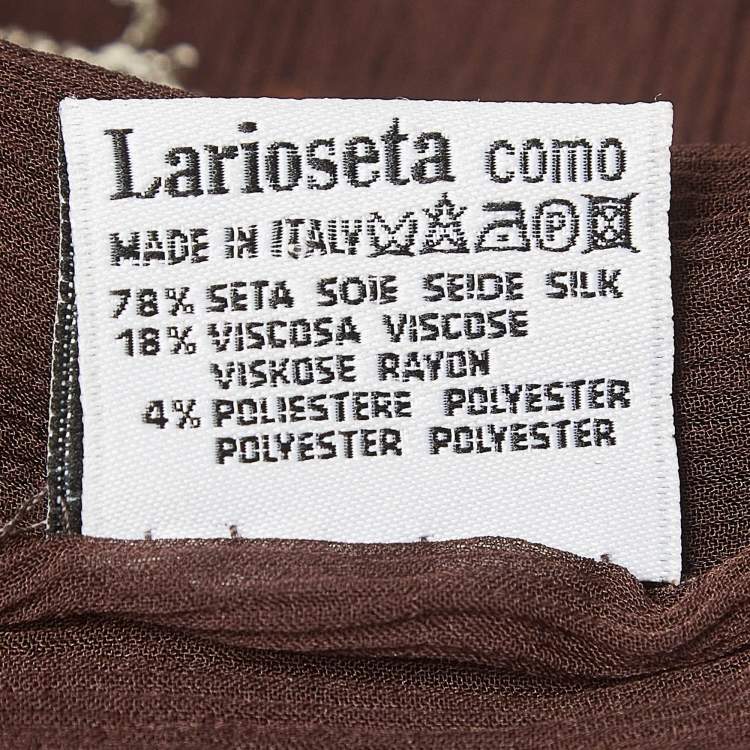 Larioseta como
MADE IN ITALY P
78% SETA SOIE SEIDE SILK
18% VISCOSA VISCOSE
VISKOSE RAYON
4% POLIESTERE POLYESTER
POLYESTER POLYESTER